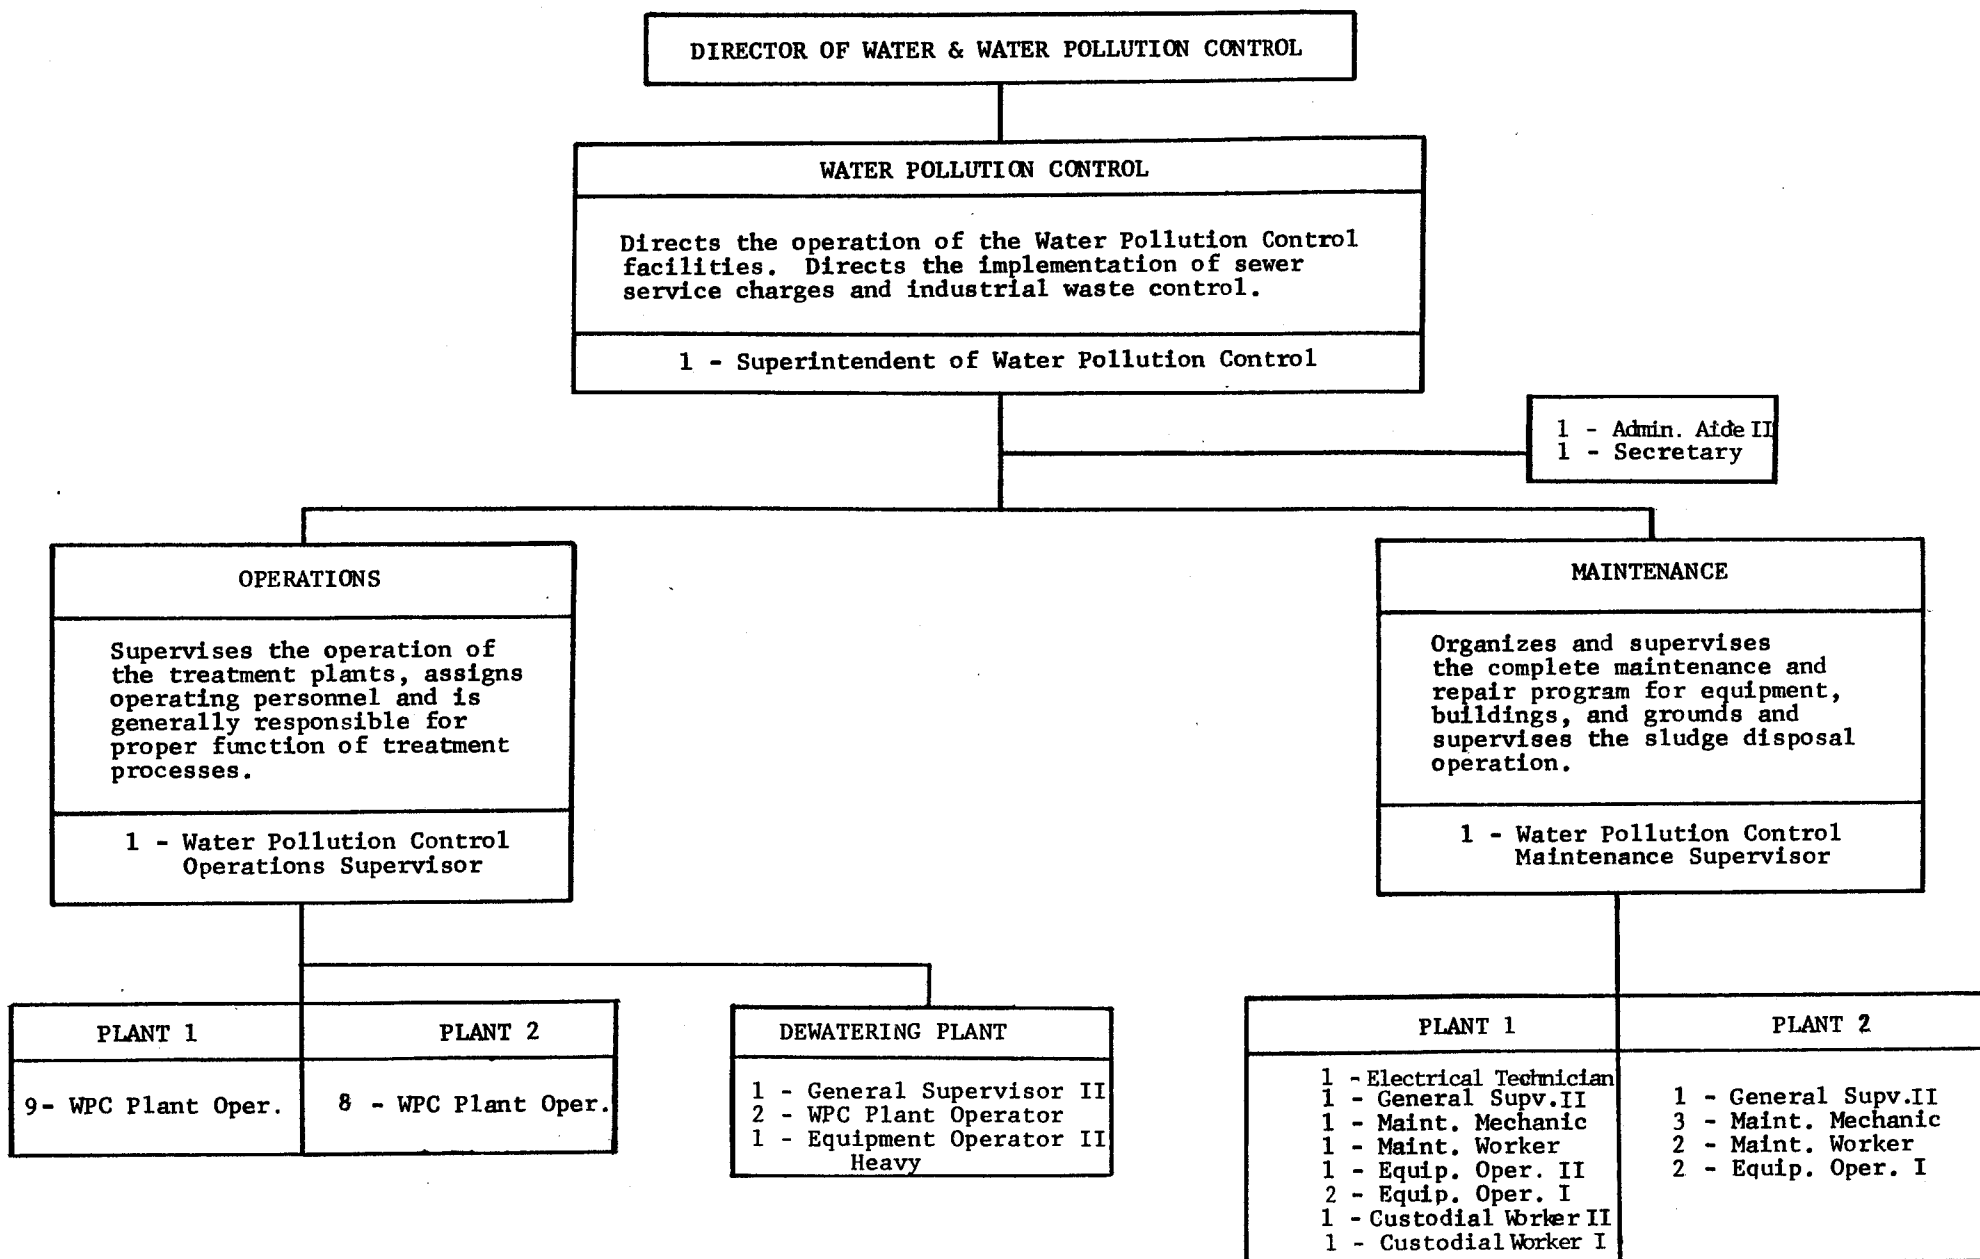 DIRECTOR OF WATER & WATER POLLUTION CONTROL
WATER POLLUTION CONTROL
Directs the operation of the Water Pollution Control
facilities. Directs the implementation of sewer
service charges and industrial waste control.
1 - Superintendent of Water Pollution Control
1 - Admin. Aide II
1 - Secretary
OPERATIONS
Supervises the operation of
the treatment plants, assigns
operating personnel and is
generally responsible for
proper function of treatment
processes.
1 - Water Pollution Control
Operations Supervisor
MAINTENANCE
Organizes and supervises
the complete maintenance and
repair program for equipment,
buildings, and grounds and
supervises the sludge disposal
operation.
1 - Water Pollution Control
Maintenance Supervisor
PLANT 1
9- WPC Plant Oper.
PLANT 2
8 - WPC Plant Oper.
DEWATERING PLANT
1 - General Supervisor II
2 - WPC Plant Operator
1 - Equipment Operator II
Heavy
PLANT 1
1 - Electrical Technician
1 - General Supv.II
1 - Maint. Mechanic
1 - Maint. Worker
1 - Equip. Oper. II
2 - Equip. Oper. I
1 - Custodial Worker II
1 - Custodial Worker I
PLANT 2
1 - General Supv.II
3 - Maint. Mechanic
2 - Maint. Worker
2 - Equip. Oper. I